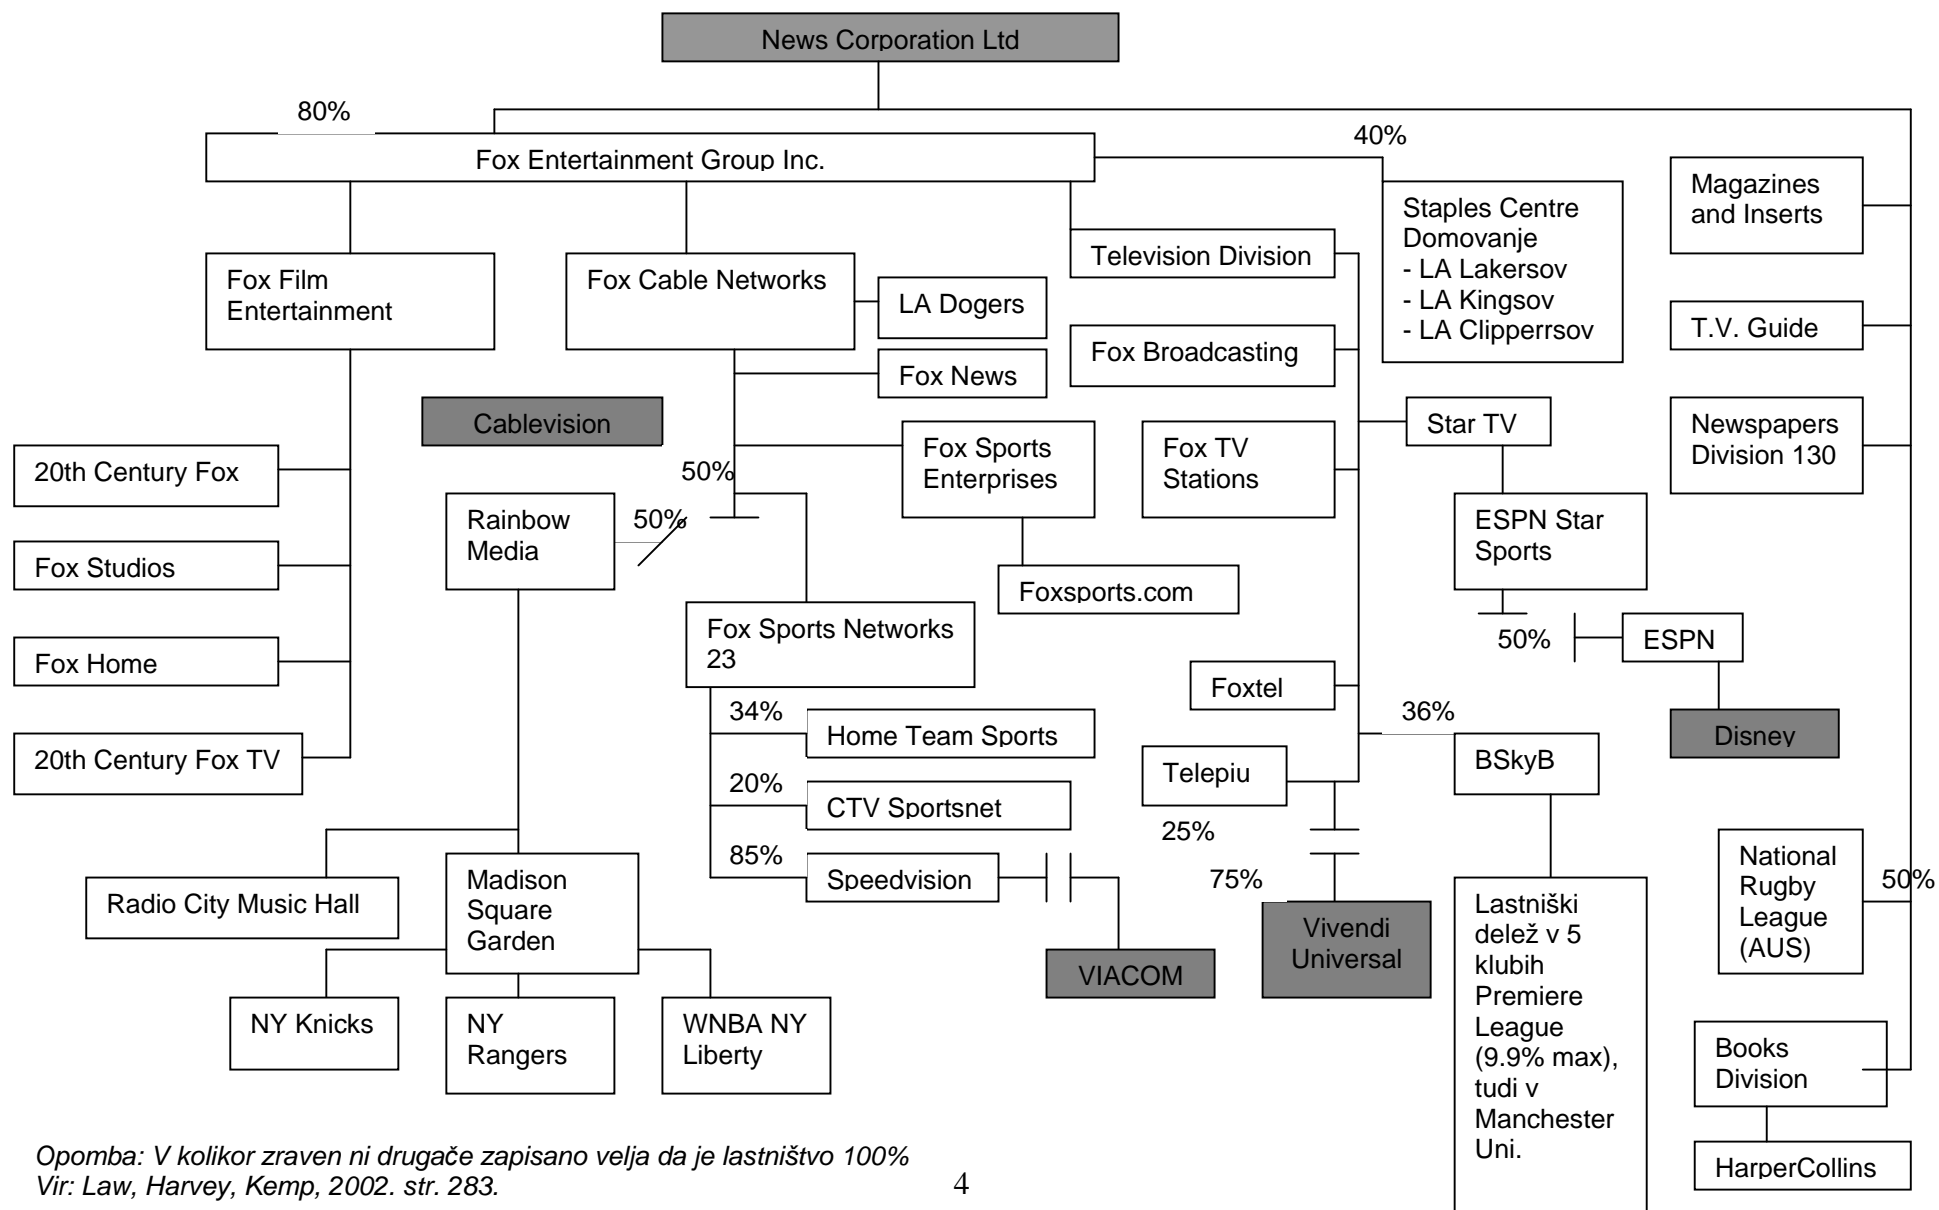 News Corporation Ltd
80%
Fox Entertainment Group Inc.
40%
Staples Centre
Domovanje
- LA Lakersov
- LA Kingsov
- LA Clipperrsov
Magazines
and Inserts
Television Division
Fox Film
Entertainment
Fox Cable Networks
LA Dogers
Fox Broadcasting
T.V. Guide
Fox News
Cablevision
Star TV
Newspapers
Division 130
Fox Sports
Enterprises
Fox TV
Stations
20th Century Fox
50%
Rainbow
Media
50%
ESPN Star
Sports
Fox Studios
Foxsports.com
Fox Sports Networks
23
50%
ESPN
Fox Home
Foxtel
34%
Home Team Sports
36%
Disney
20th Century Fox TV
Telepiu
BSkyB
20%
CTV Sportsnet
25%
85%
Speedvision
75%
National
Rugby
League
(AUS)
50%
Radio City Music Hall
Madison
Square
Garden
Vivendi
Universal
VIACOM
Lastniški
delež v 5
klubih
Premiere
League
(9.9% max),
tudi v
Manchester
Uni.
NY Knicks
NY
Rangers
WNBA NY
Liberty
Books
Division
HarperCollins
Opomba: V kolikor zraven ni drugače zapisano velja da je lastništvo 100%
Vir: Law, Harvey, Kemp, 2002. str. 283.
4